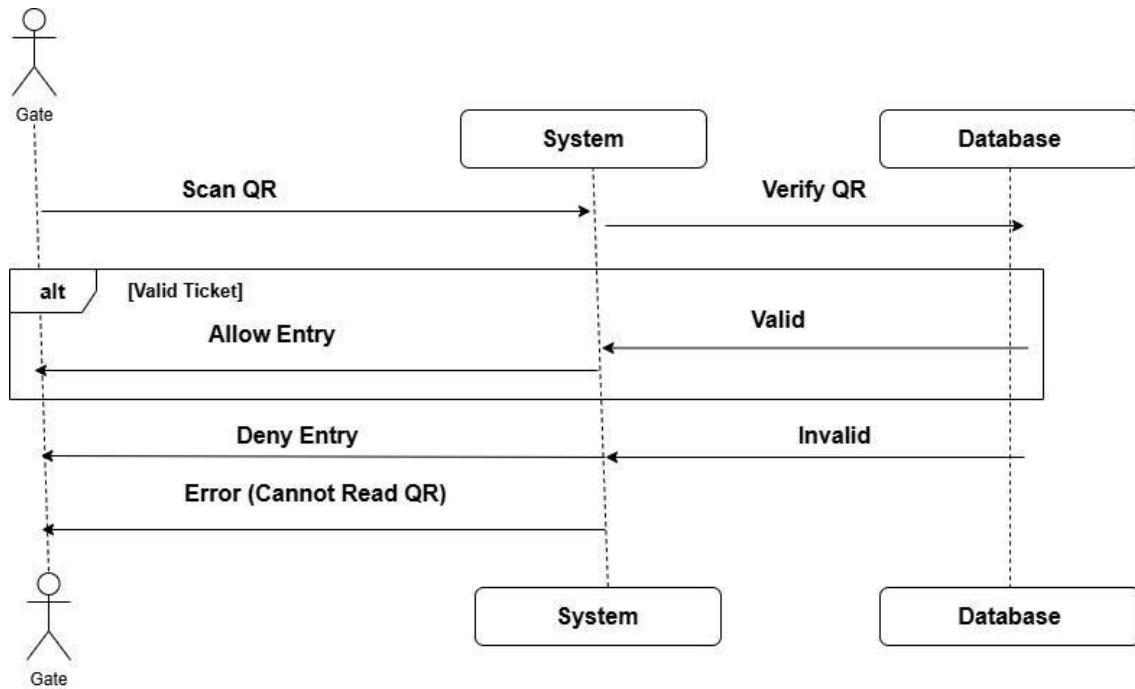 Gate
System
Database
Scan QR
Verify QR
alt
[Valid Ticket]
Allow Entry
Valid
Deny Entry
Invalid
Error (Cannot Read QR)
System
Database
Gate